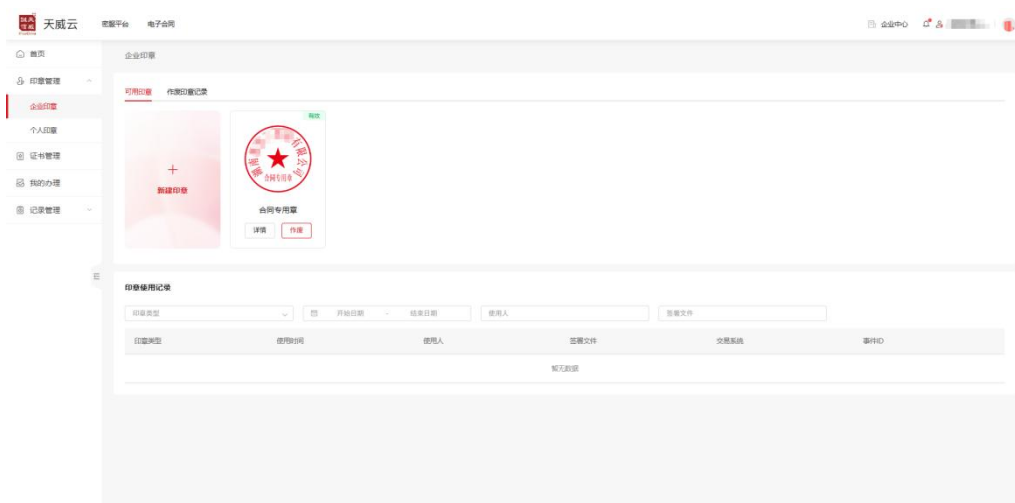 天威云
密服平台 电子合同
企业中心
首页
印章管理
企业印章
个人印章
证书管理
我的办理
记录管理
企业印章
可用印章 作废印章记录
新建印章
有效
有限公司
合同专用章
合同专用章
详情 作废
印章使用记录
印章类型 开始日期 - 结束日期 使用人 签署文件
印章类型 使用时间 使用人 签署文件 交易系统 事件ID
暂无数据